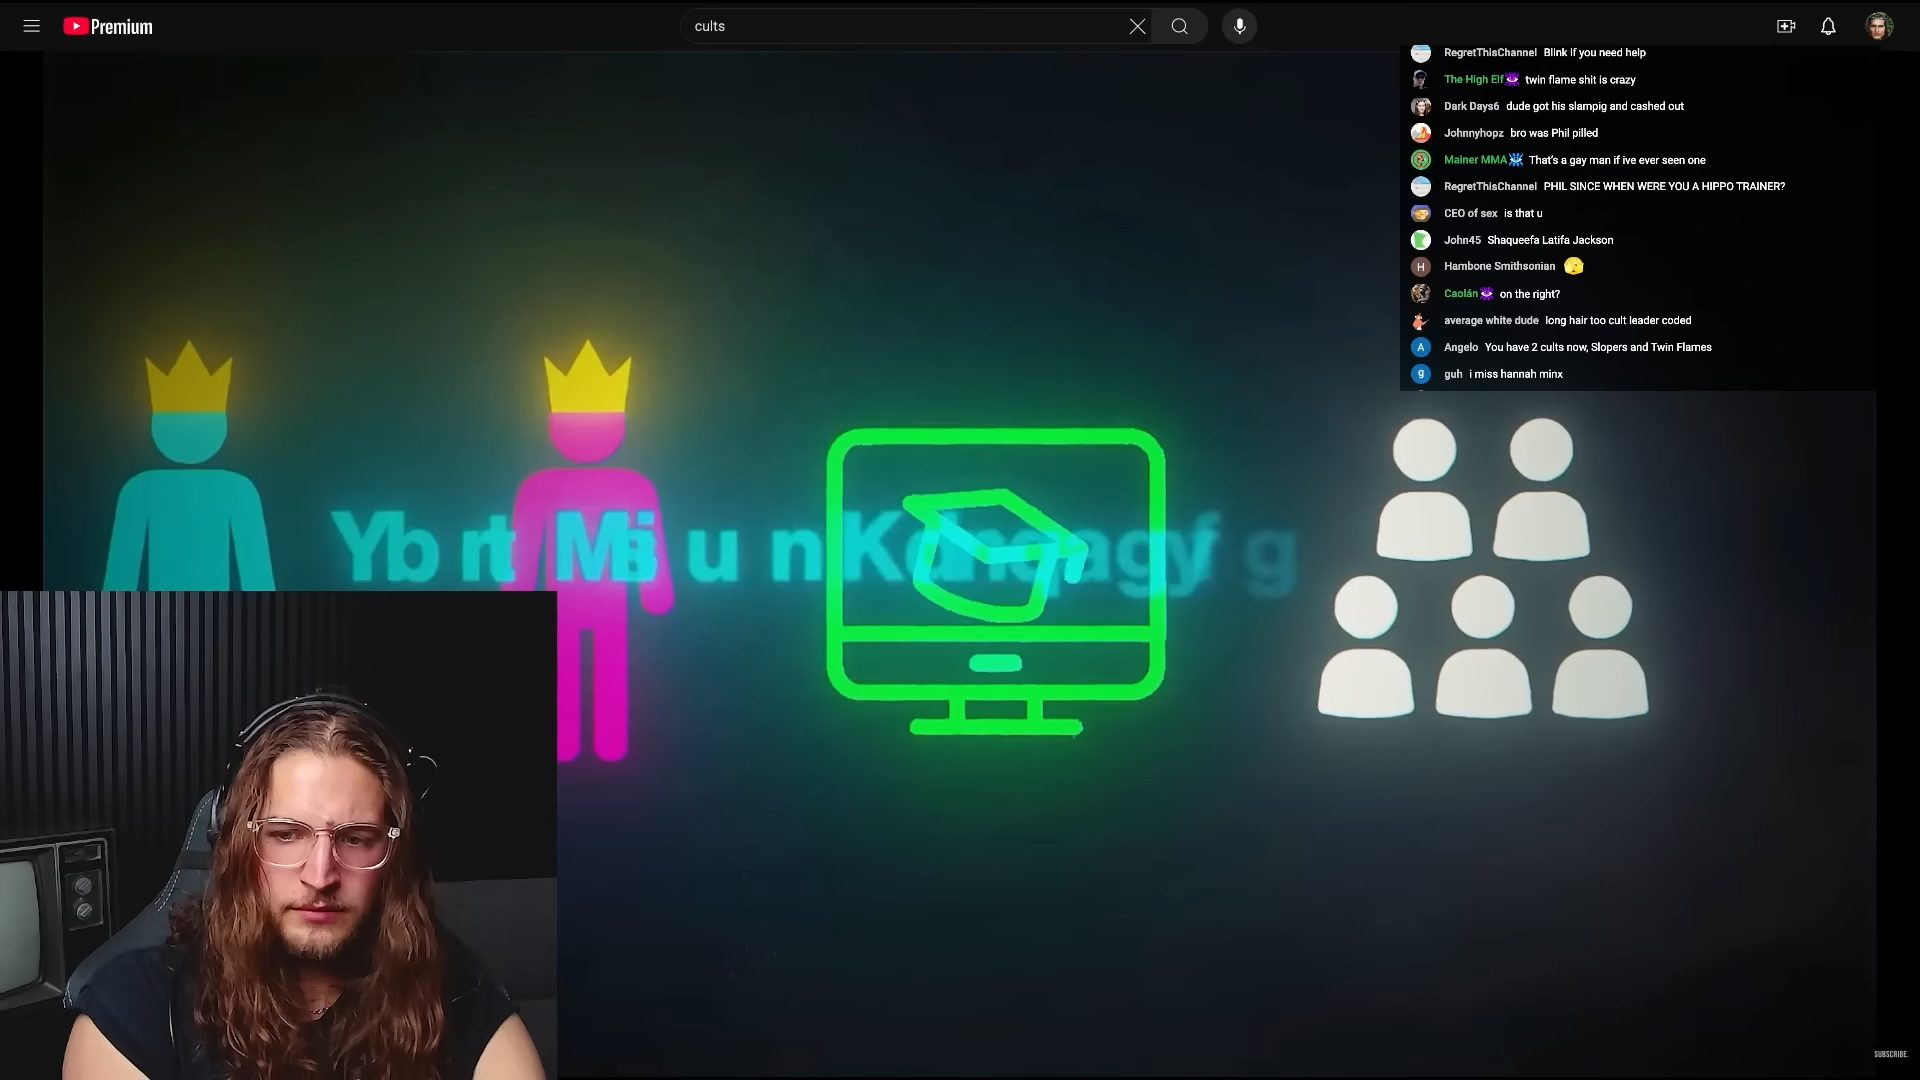 Premium
cults
RegretThisChannel Blink if you need help
The High Elf twin flame shit is crazy
Dark Days6 dude got his slampig and cashed out
Johnnyhopz bro was Phil pilled
Mainer MMA That's a gay man if ive ever seen one
RegretThisChannel PHIL SINCE WHEN WERE YOU A HIPPO TRAINER?
CEO of sex is that u
John45 Shaqueefa Latifa Jackson
H
Hambone Smithsonian
Caolán on the right?
average white dude long hair too cult leader coded
A
Angelo You have 2 cults now, Slopers and Twin Flames
g
guh i miss hannah minx
SUBSCRIBE